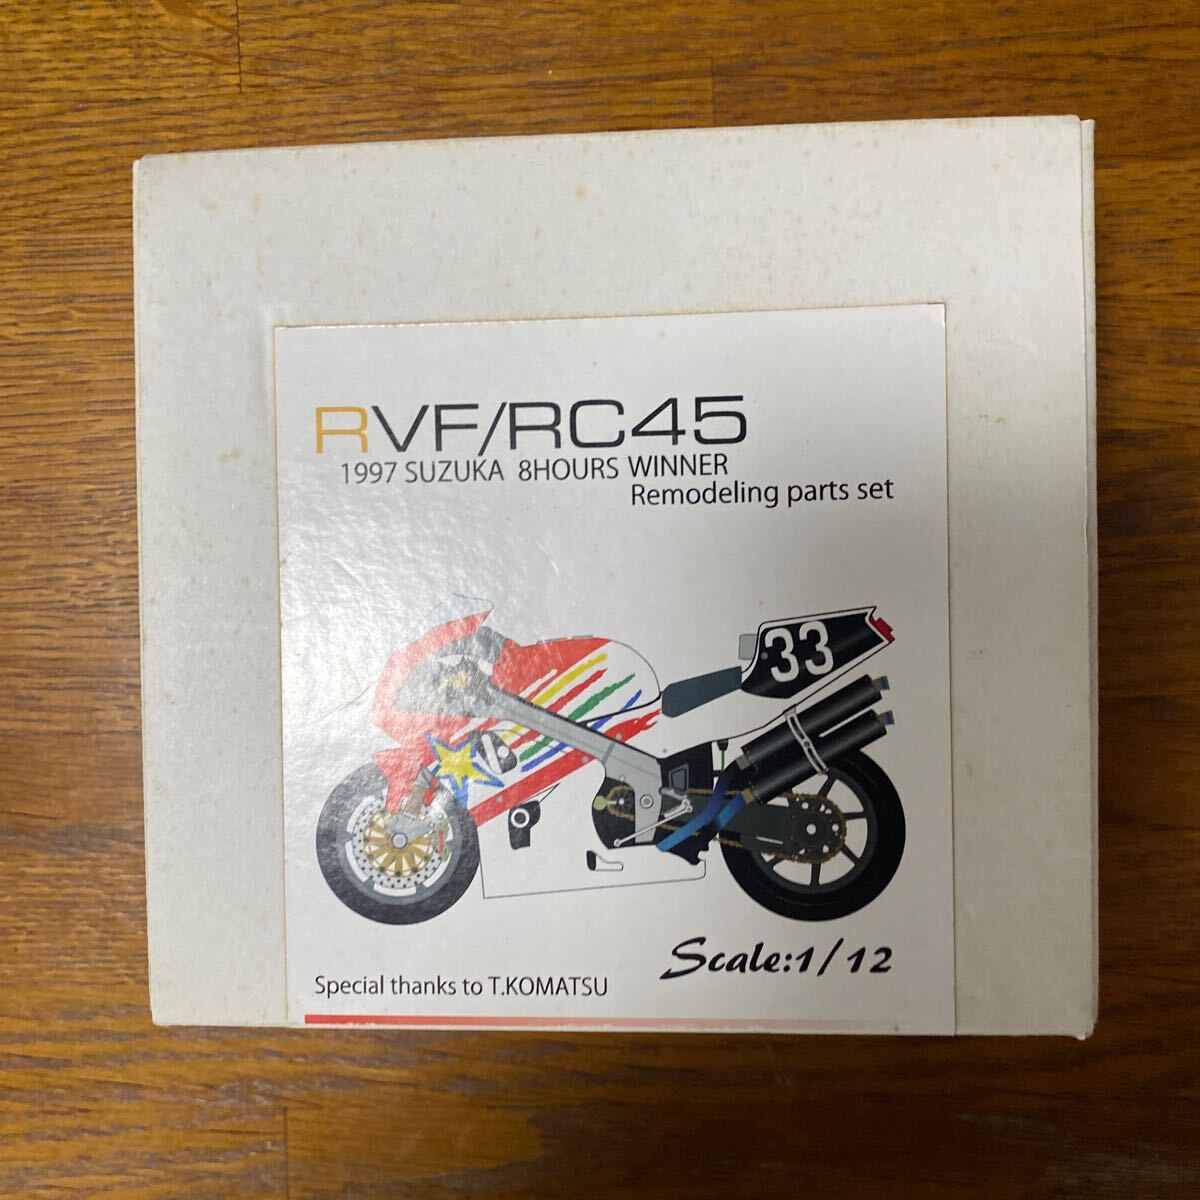 RVF/RC45
1997 SUZUKA 8HOURS WINNER
Remodeling parts set
33
Scale:1/12
Special thanks to T.KOMATSU